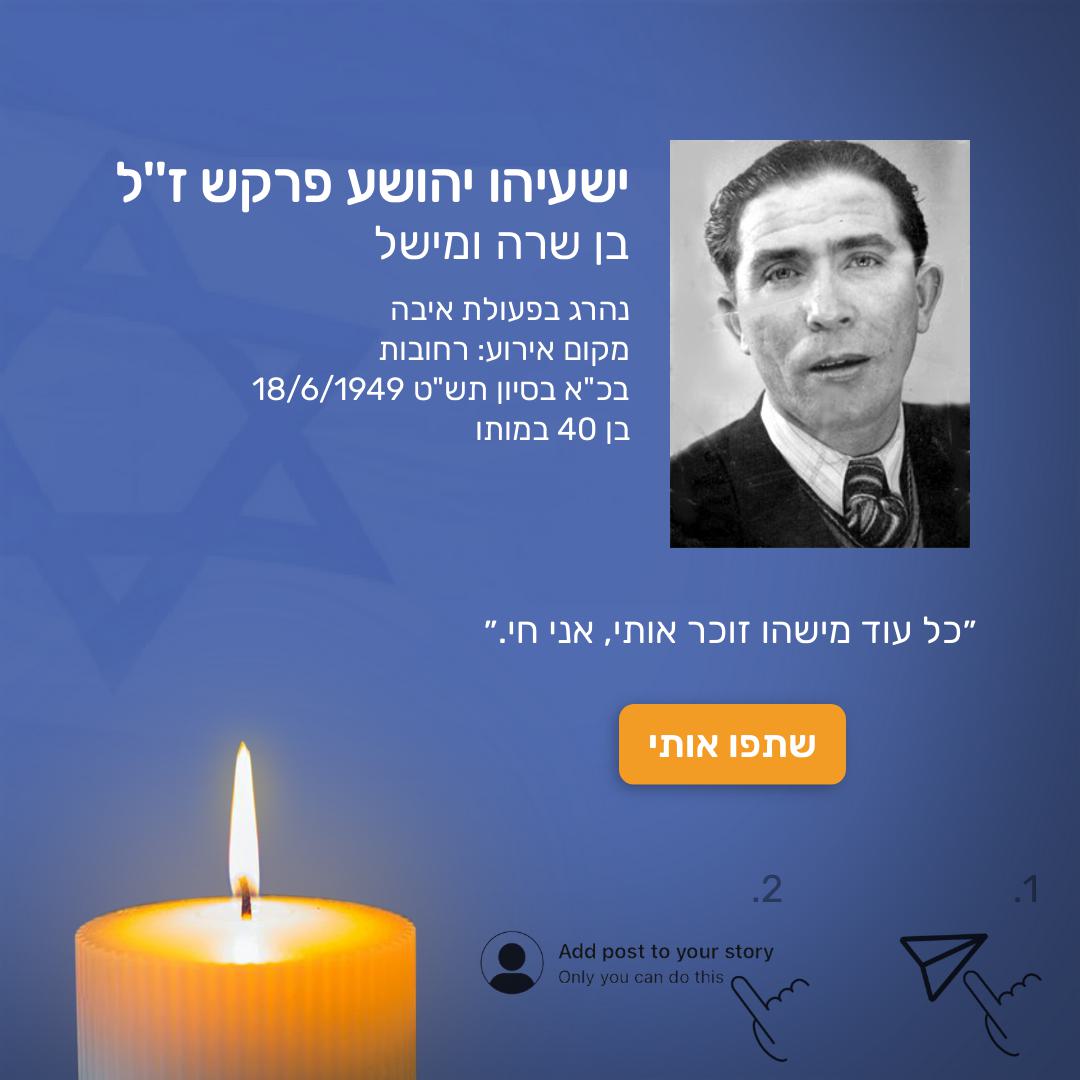 ישעיהו יהושע פרקש ז"ל
בן שרה ומישל
נהרג בפעולת איבה
מקום אירוע: רחובות
בכ"א בסיון תש"ט 18/6/1949
בן 40 במותו
״כל עוד מישהו זוכר אותי, אני חי.״
שתפו אותי
1.
2.
Add post to your story
Only you can do this